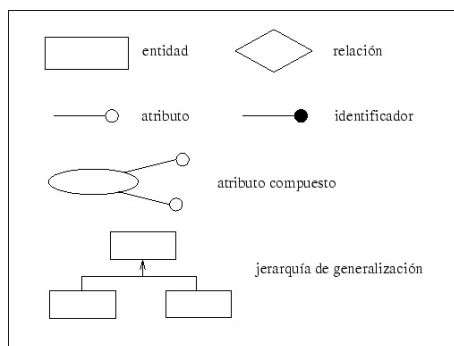 entidad
relación
atributo
identificador
atributo compuesto
jerarquía de generalización